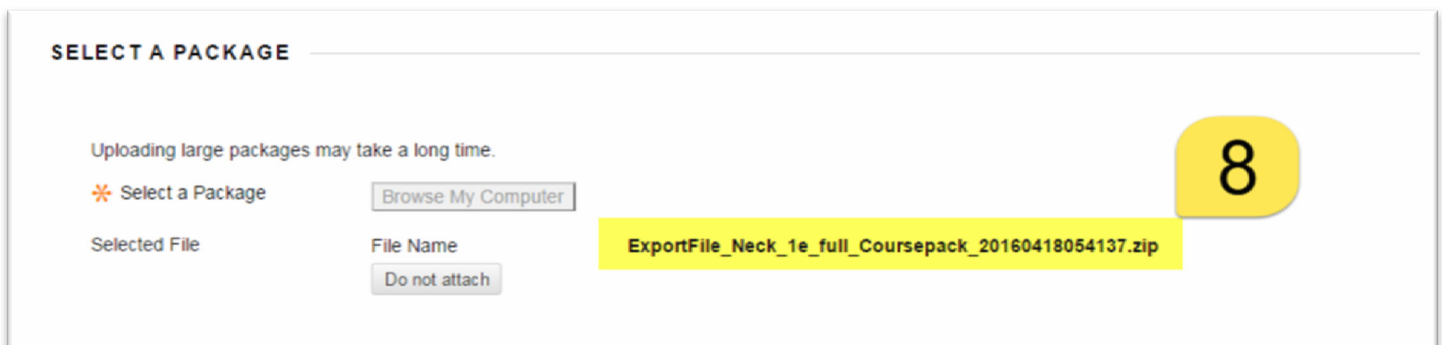 SELECT A PACKAGE
Uploading large packages may take a long time.
8
* Select a Package Browse My Computer
Selected File File Name ExportFile_Neck_1e_full_Coursepack_20160418054137.zip
Do not attach